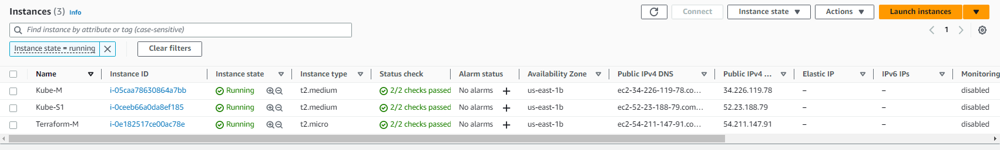 Instances (3) Info
Connect Instance state Actions Launch instances
Find instance by attribute or tag (case-sensitive)
1
Instance state = running Clear filters
Name Instance ID Instance state Instance type Status check Alarm status Availability Zone Public IPv4 DNS Public IPv4 ... Elastic IP IPv6 IPs Monitoring
Kube-M i-05caa78630864a7bb Running t2.medium 2/2 checks passed No alarms + us-east-1b ec2-34-226-119-78.co... 34.226.119.78 – – disabled
Kube-S1 i-0ceeb66a0da8ef185 Running t2.medium 2/2 checks passed No alarms + us-east-1b ec2-52-23-188-79.com... 52.23.188.79 – – disabled
Terraform-M i-0e182517ce00ac78e Running t2.micro 2/2 checks passed No alarms + us-east-1b ec2-54-211-147-91.co... 54.211.147.91 – – disabled